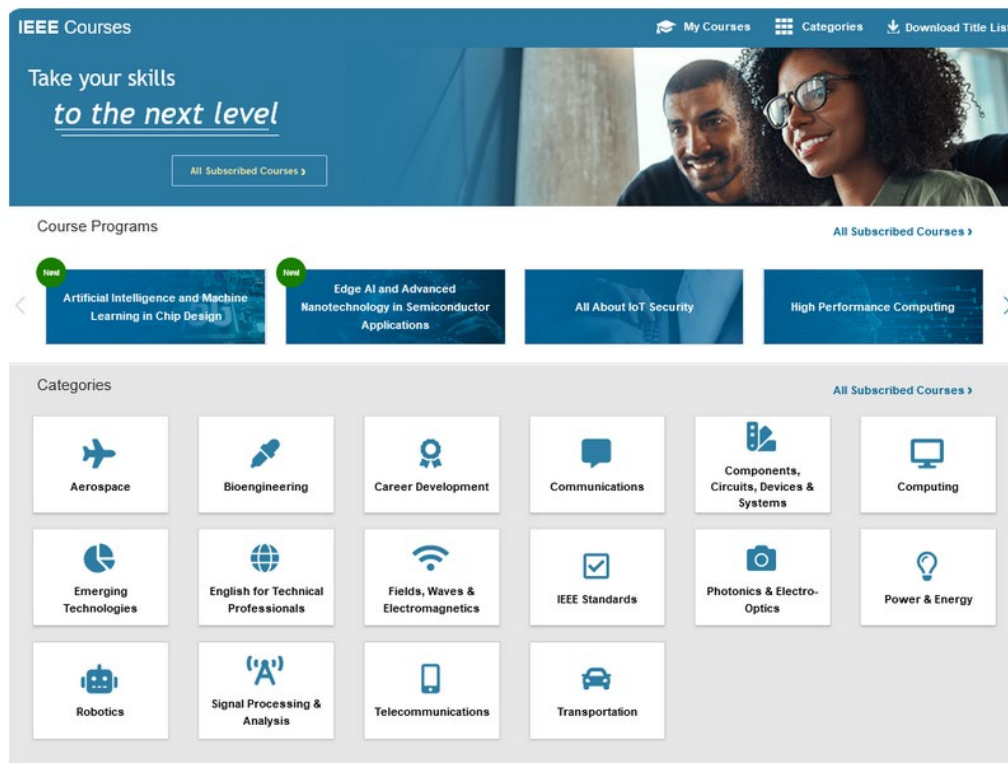 IEEE Courses
My Courses
Categories
Download Title List
Take your skills
to the next level
All Subscribed Courses ›
Course Programs
All Subscribed Courses ›
New!
Artificial Intelligence and Machine
Learning in Chip Design
New!
Edge AI and Advanced
Nanotechnology in Semiconductor
Applications
All About IoT Security
High Performance Computing
Categories
All Subscribed Courses ›
Aerospace
Bioengineering
Career Development
Communications
Components,
Circuits, Devices &
Systems
Computing
Emerging
Technologies
English for Technical
Professionals
Fields, Waves &
Electromagnetics
IEEE Standards
Photonics & Electro-
Optics
Power & Energy
Robotics
Signal Processing &
Analysis
Telecommunications
Transportation